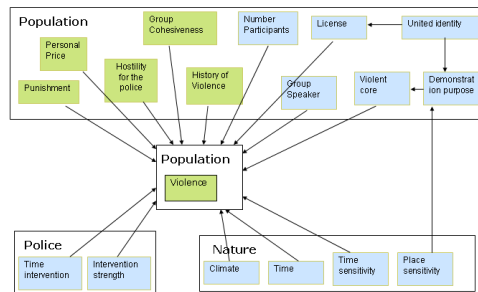 Population
Personal
Price
Group
Cohesiveness
Number
Participants
License
United identity
Punishment
Hostility
for the
police
History of
Violence
Group
Speaker
Violent
core
Demonstrat
ion purpose
Population
Violence
Police
Time
intervention
Intervention
strength
Nature
Climate
Time
Time
sensitivity
Place
sensitivity